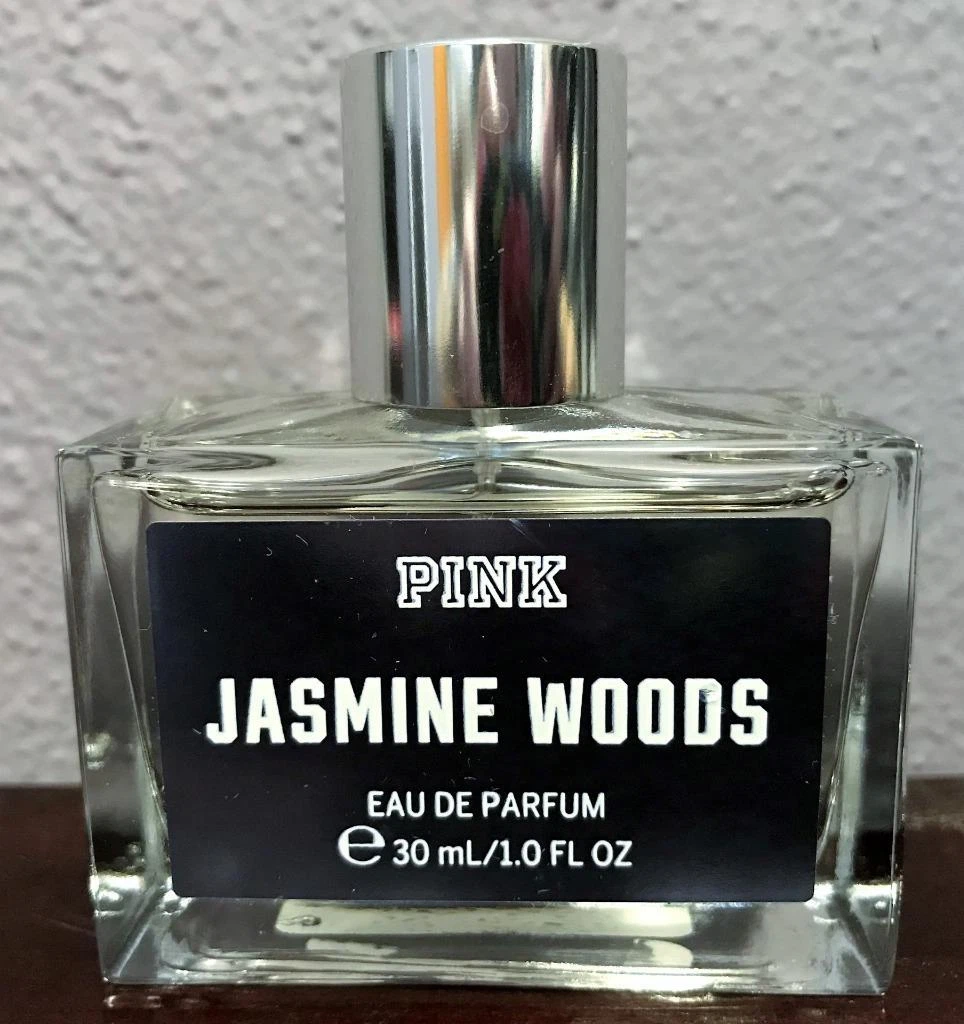 PINK
JASMINE WOODS
EAU DE PARFUM
℮ 30 mL/1.0 FL OZ